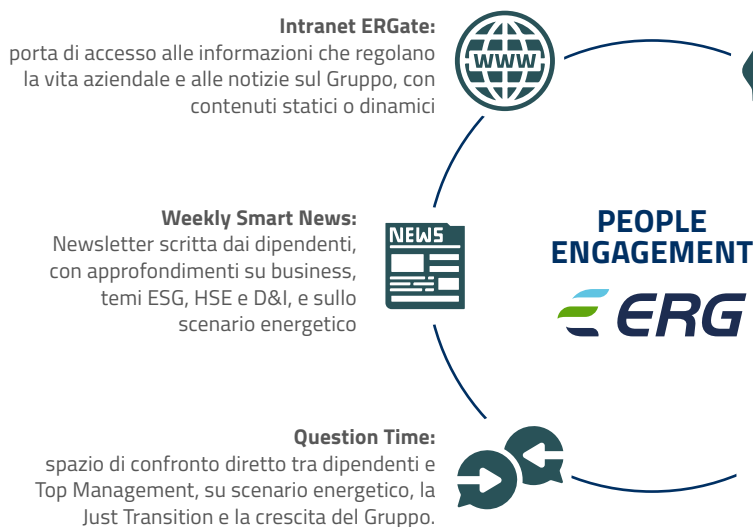 Intranet ERGate:
porta di accesso alle informazioni che regolano
la vita aziendale e alle notizie sul Gruppo, con
contenuti statici o dinamici
WWW
Weekly Smart News:
Newsletter scritta dai dipendenti,
con approfondimenti su business,
temi ESG, HSE e D&I, e sullo
scenario energetico
NEWS
PEOPLE
ENGAGEMENT
ERG
Question Time:
spazio di confronto diretto tra dipendenti e
Top Management, su scenario energetico, la
Just Transition e la crescita del Gruppo.